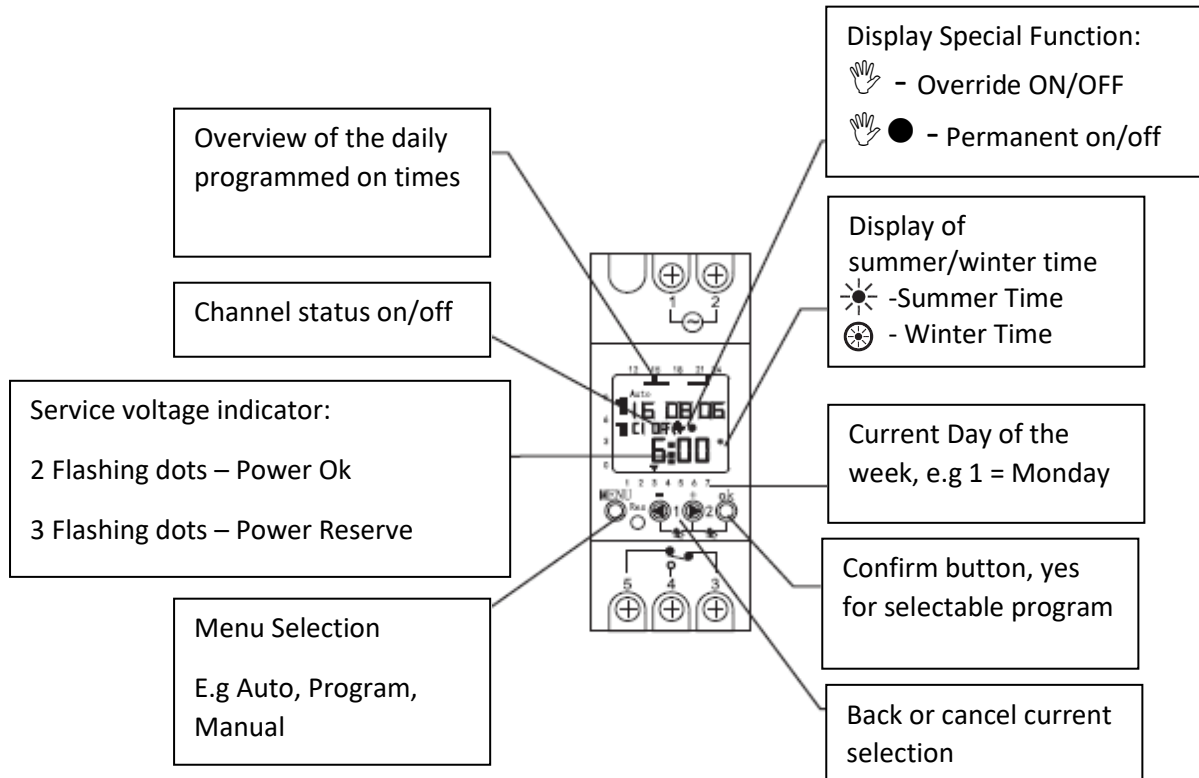 Display Special Function:
- Override ON/OFF
- Permanent on/off
Overview of the daily
programmed on times
Display of
summer/winter time
-Summer Time
- Winter Time
Channel status on/off
Service voltage indicator:
2 Flashing dots – Power Ok
3 Flashing dots – Power Reserve
Current Day of the
week, e.g 1 = Monday
Confirm button, yes
for selectable program
Menu Selection
E.g Auto, Program,
Manual
Back or cancel current
selection
1 2
Auto
16 08:06
6:00
1 2 3 4 5 6 7
MENU
Res
ok
1 2
5 4 3